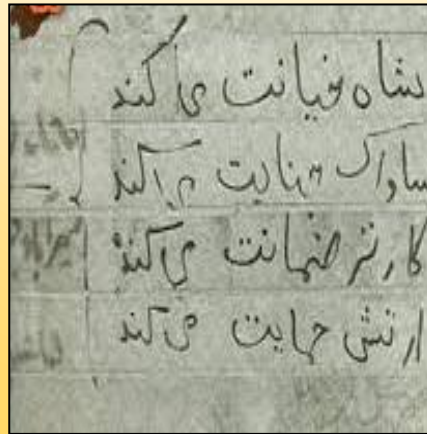 شاه خیانت می کند
ساواک جنایت می کند
کارتر ضمانت می کند
ارتش حمایت می کند